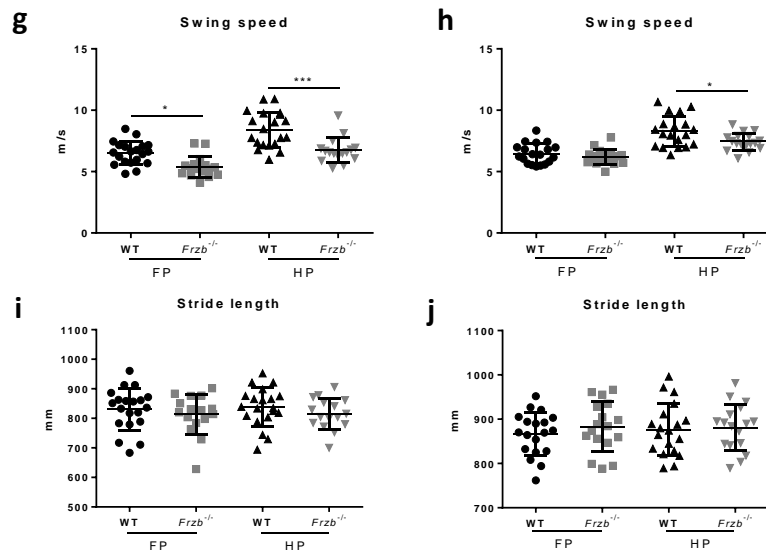 g
Swing speed
15
***
*
10
m/s
5
0
WT Frzb-/- WT Frzb-/-
FP HP
h
Swing speed
15
*
10
m/s
5
0
WT Frzb-/- WT Frzb-/-
FP HP
i
Stride length
1100
1000
900
mm
800
700
600
500
WT Frzb-/- WT Frzb-/-
FP HP
j
Stride length
1100
1000
mm
900
800
700
WT Frzb-/- WT Frzb-/-
FP HP